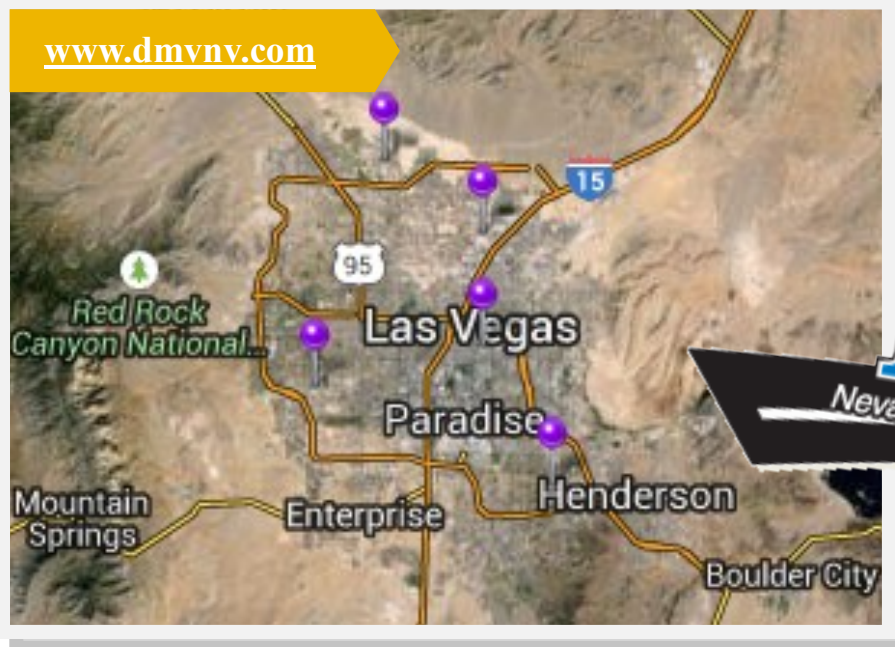 www.dmvnv.com
15
95
Red Rock
Canyon National...
Las Vegas
Paradise
Mountain
Springs
Enterprise
Henderson
Boulder City